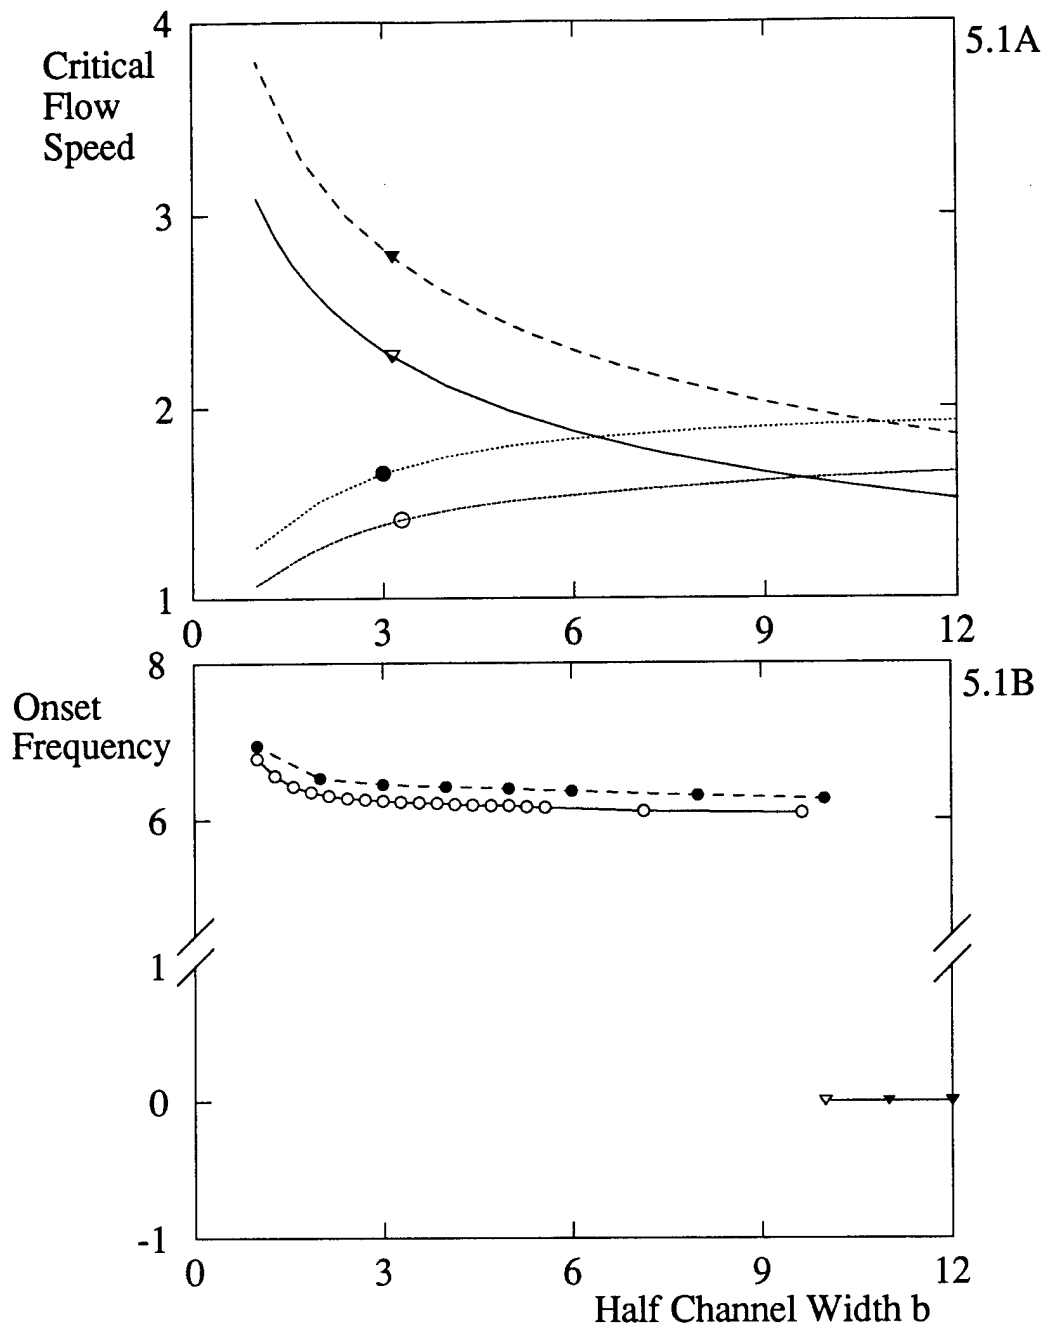 4
5.1A
Critical
Flow
Speed
3
2
1
0 3 6 9 12
8
5.1B
Onset
Frequency
6
1
0
-1
0 3 6 9 12
Half Channel Width b